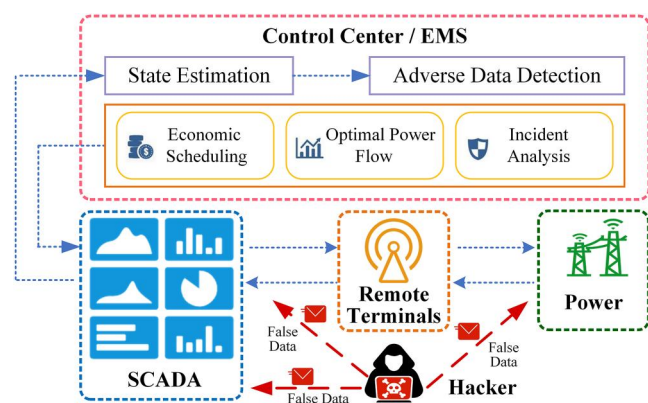 Control Center / EMS
State Estimation
Adverse Data Detection
Economic
Scheduling
Optimal Power
Flow
Incident
Analysis
SCADA
Remote
Terminals
Power
False
Data
False
Data
False Data
Hacker